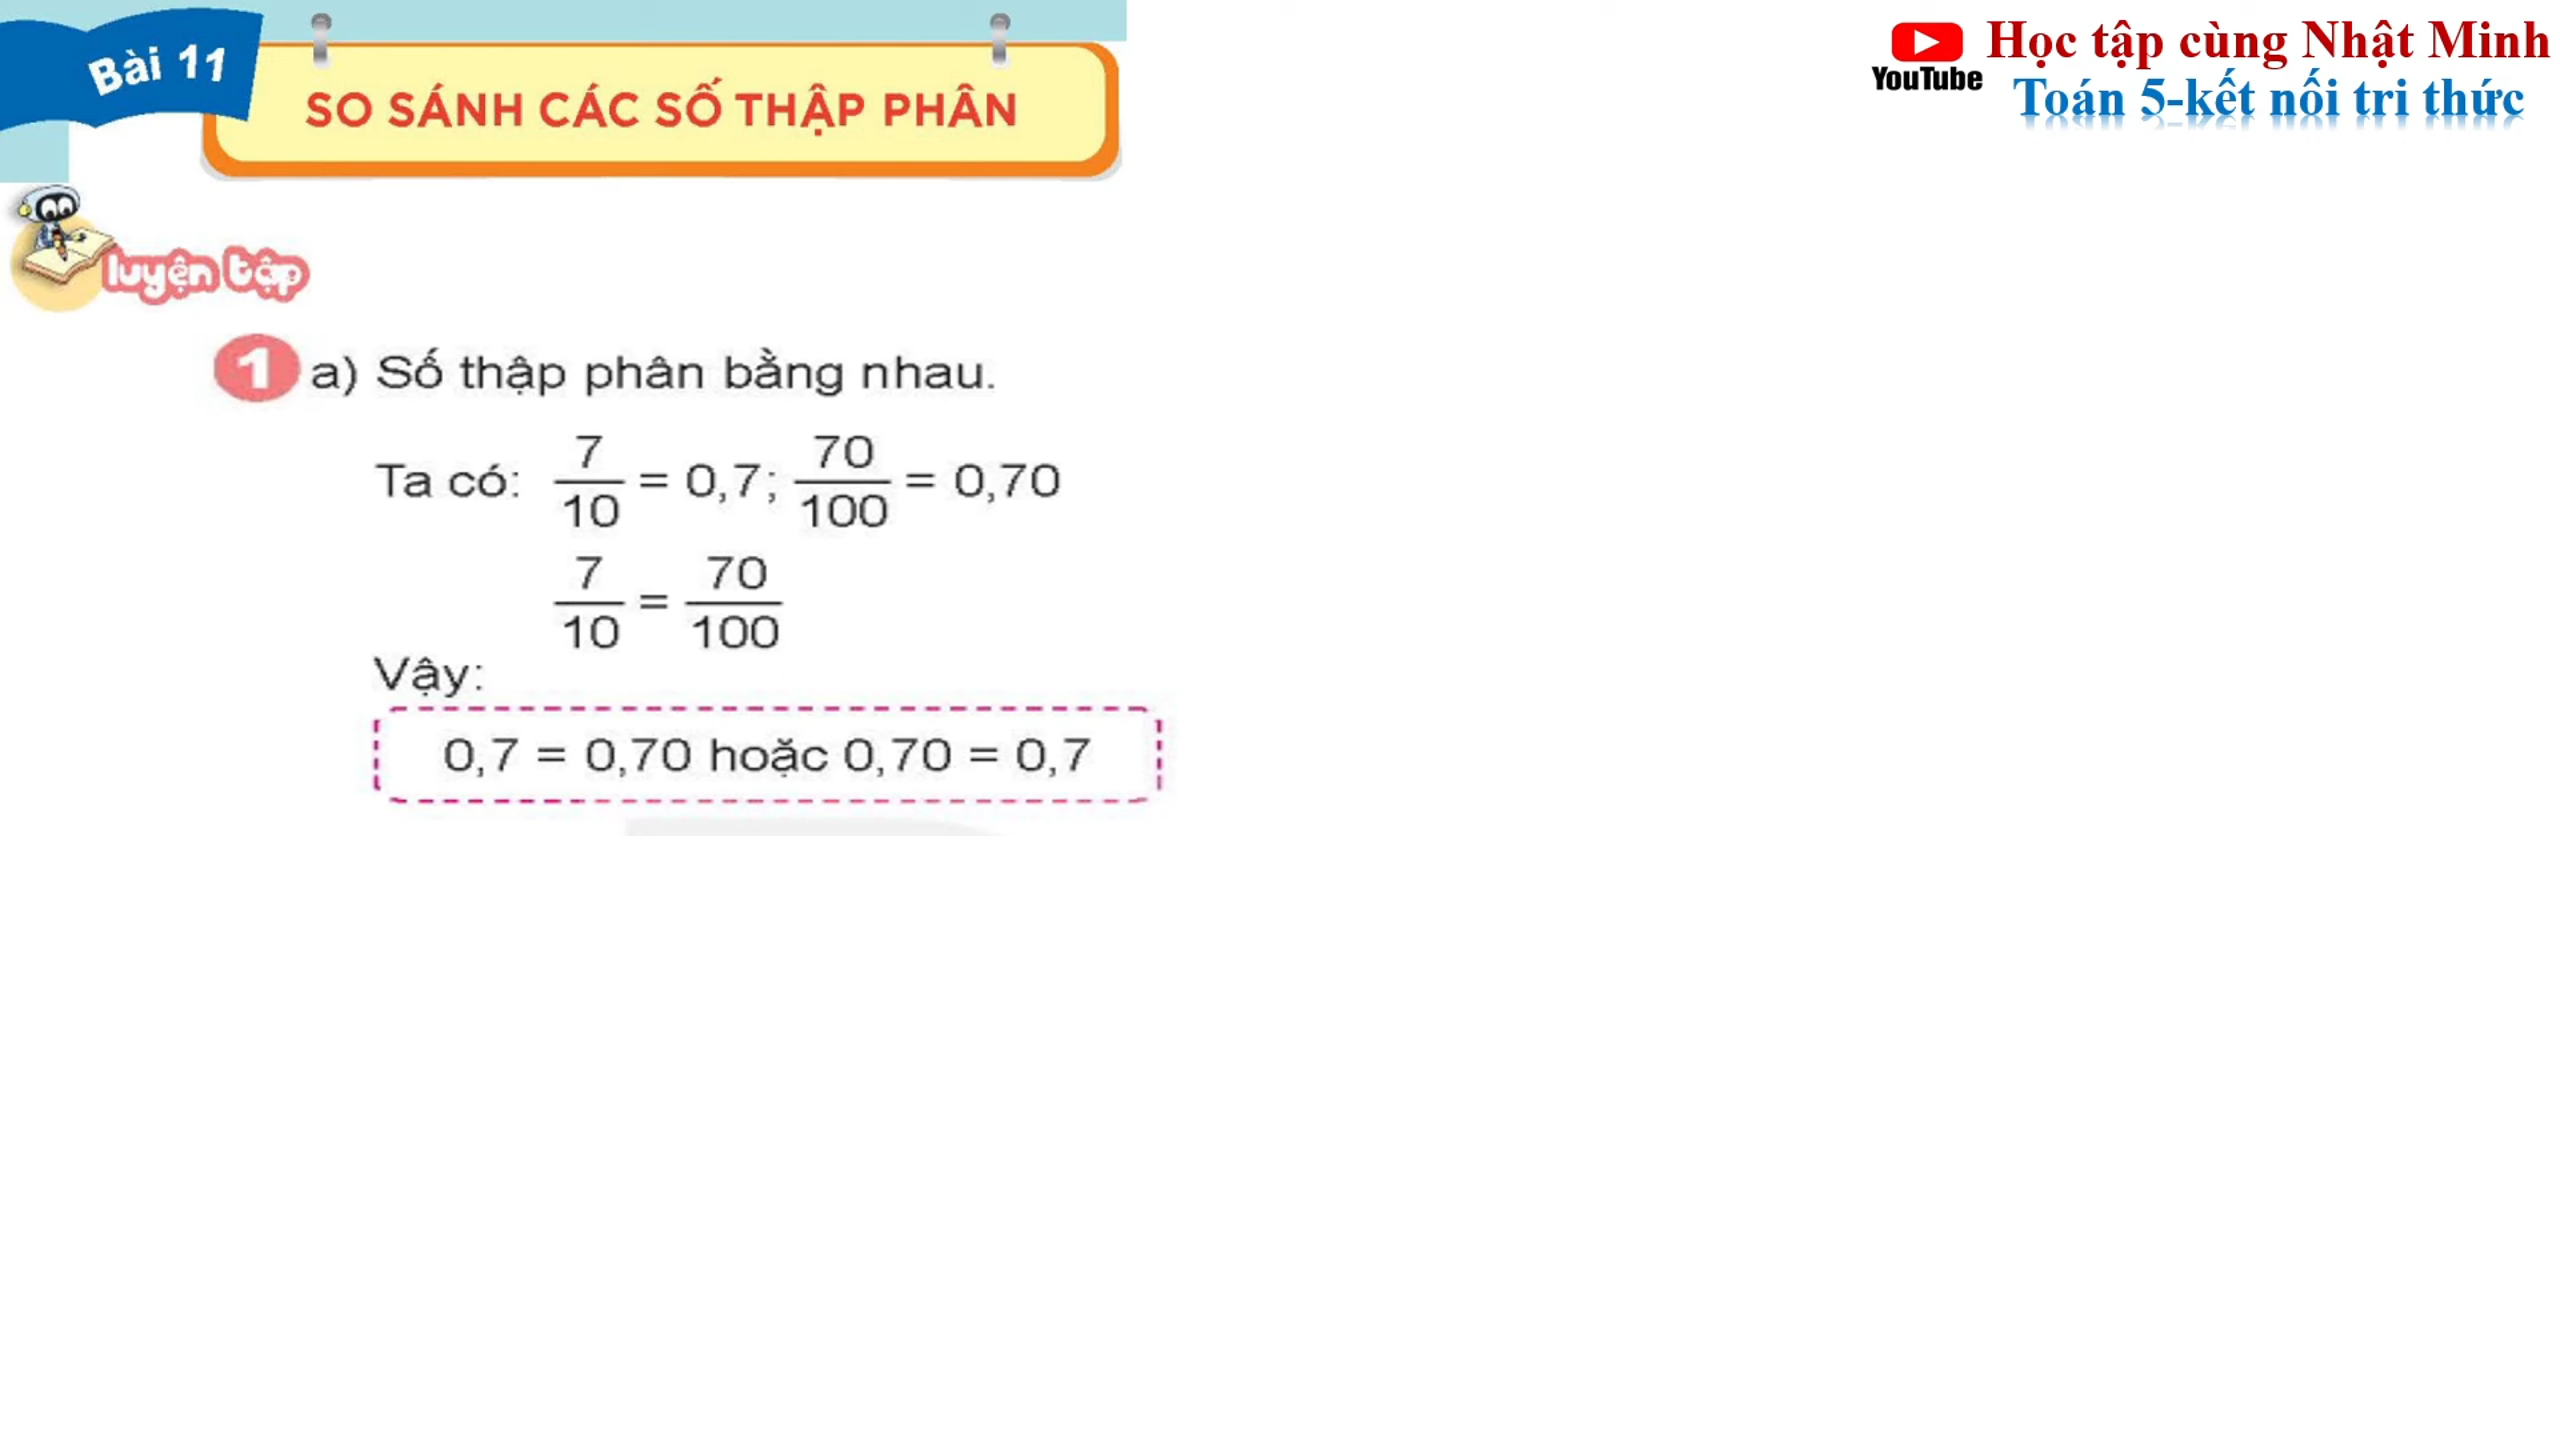 Bài 11
SO SÁNH CÁC SỐ THẬP PHÂN
YouTube
Học tập cùng Nhật Minh
Toán 5-kết nối tri thức
luyện tập
1 a) Số thập phân bằng nhau.
Ta có: 7/10 = 0,7; 70/100 = 0,70
7/10 = 70/100
Vậy:
0,7 = 0,70 hoặc 0,70 = 0,7